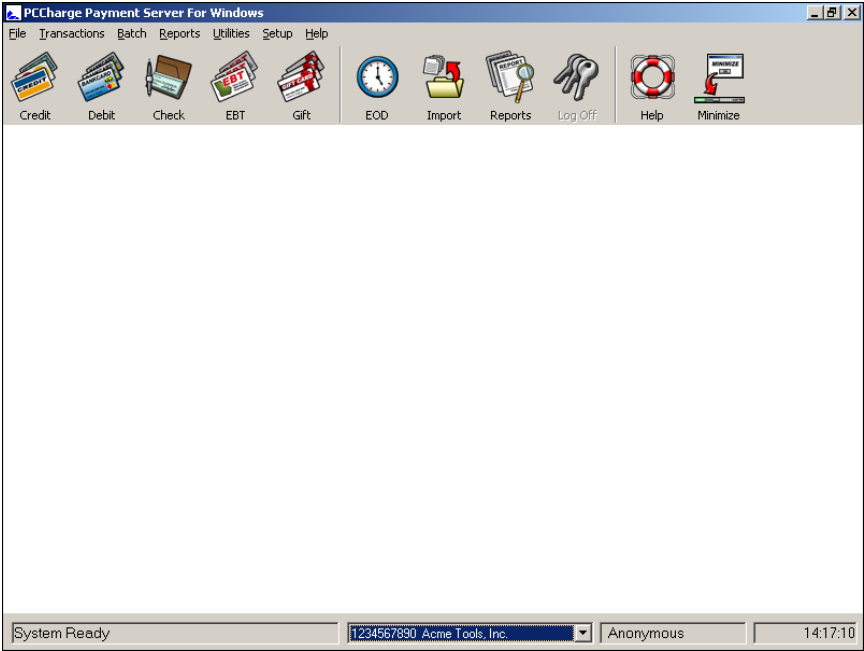 PCCharge Payment Server For Windows
File Transactions Batch Reports Utilities Setup Help
CREDIT BANKCARD EBT GIFT CARD REPORT MINIMIZE
Credit Debit Check EBT Gift EOD Import Reports Log Off Help Minimize
System Ready 1234567890 Acme Tools, Inc. Anonymous 14:17:10